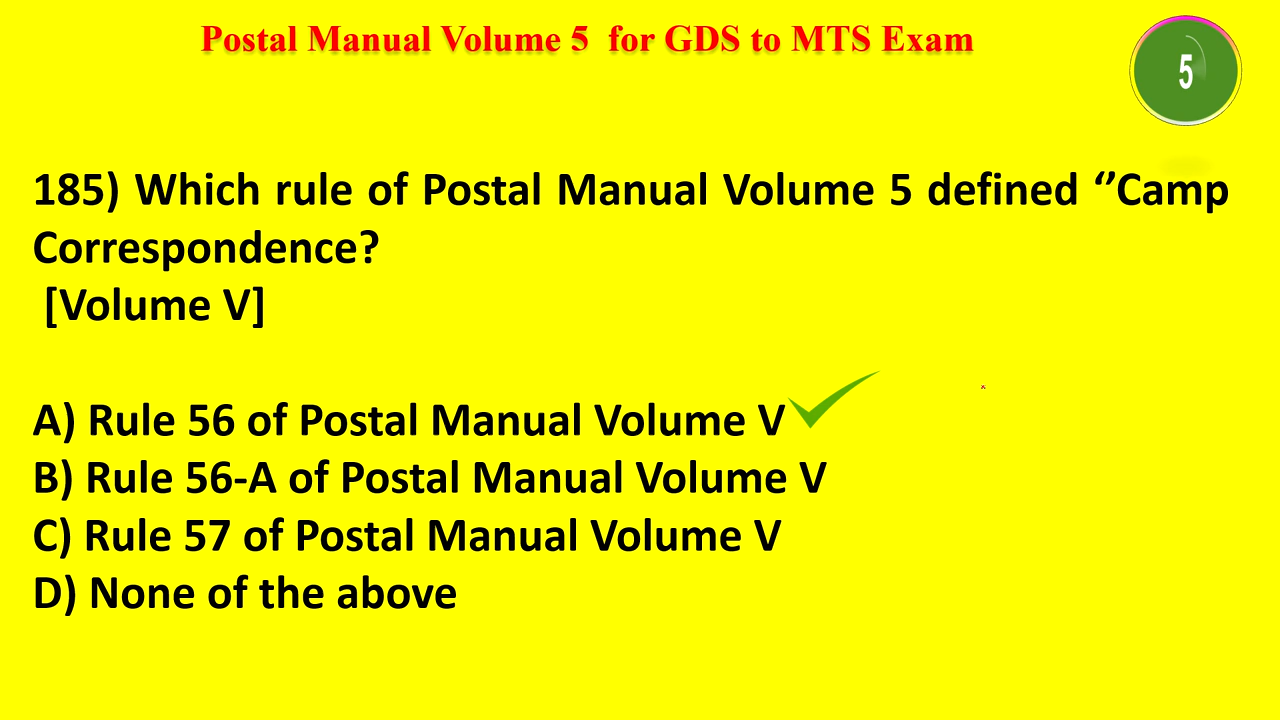 Postal Manual Volume 5 for GDS to MTS Exam
5
185) Which rule of Postal Manual Volume 5 defined “Camp
Correspondence?
[Volume V]
A) Rule 56 of Postal Manual Volume V
B) Rule 56-A of Postal Manual Volume V
C) Rule 57 of Postal Manual Volume V
D) None of the above